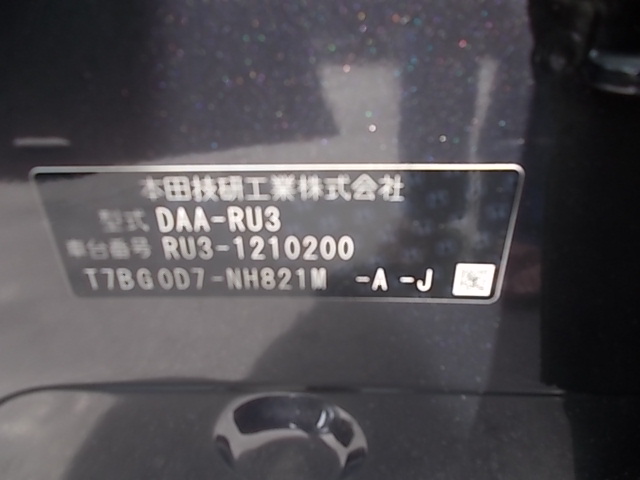 本田技研工業株式会社
型式 DAA-RU3
車台番号 RU3-1210200
T7BG0D7-NH821M -A -J